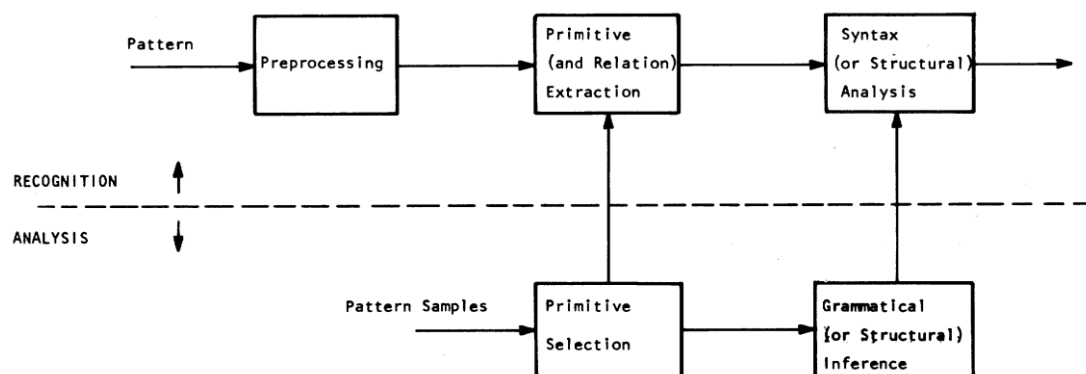 Pattern
Preprocessing
Primitive
(and Relation)
Extraction
Syntax
(or Structural)
Analysis
RECOGNITION
ANALYSIS
Pattern Samples
Primitive
Selection
Grammatical
(or Structural)
Inference